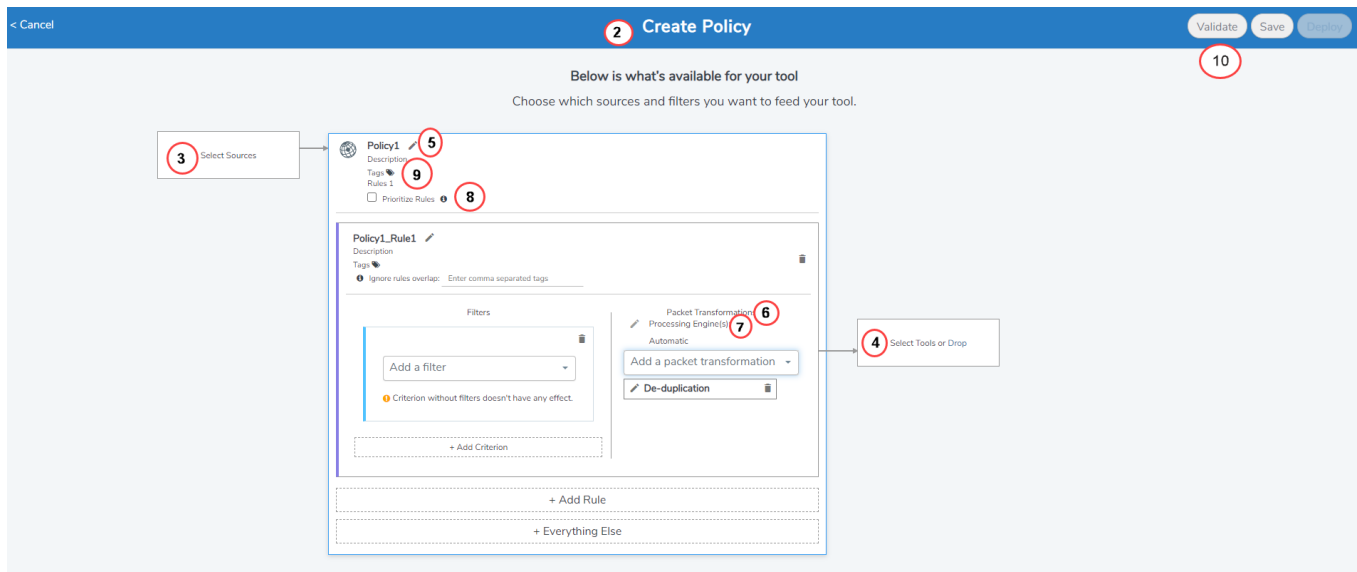 < Cancel
2 Create Policy
Validate Save Deploy
10
Below is what's available for your tool
Choose which sources and filters you want to feed your tool.
3 Select Sources
Policy1 5
Description
Tags 9
Rules 1
Prioritize Rules 8
Policy1_Rule1
Description
Tags
Ignore rules overlap: Enter comma separated tags
Filters
Add a filter
Criterion without filters doesn't have any effect.
+ Add Criterion
Packet Transformation 6
Processing Engine(s) 7
Automatic
Add a packet transformation
De-duplication
4 Select Tools or Drop
+ Add Rule
+ Everything Else